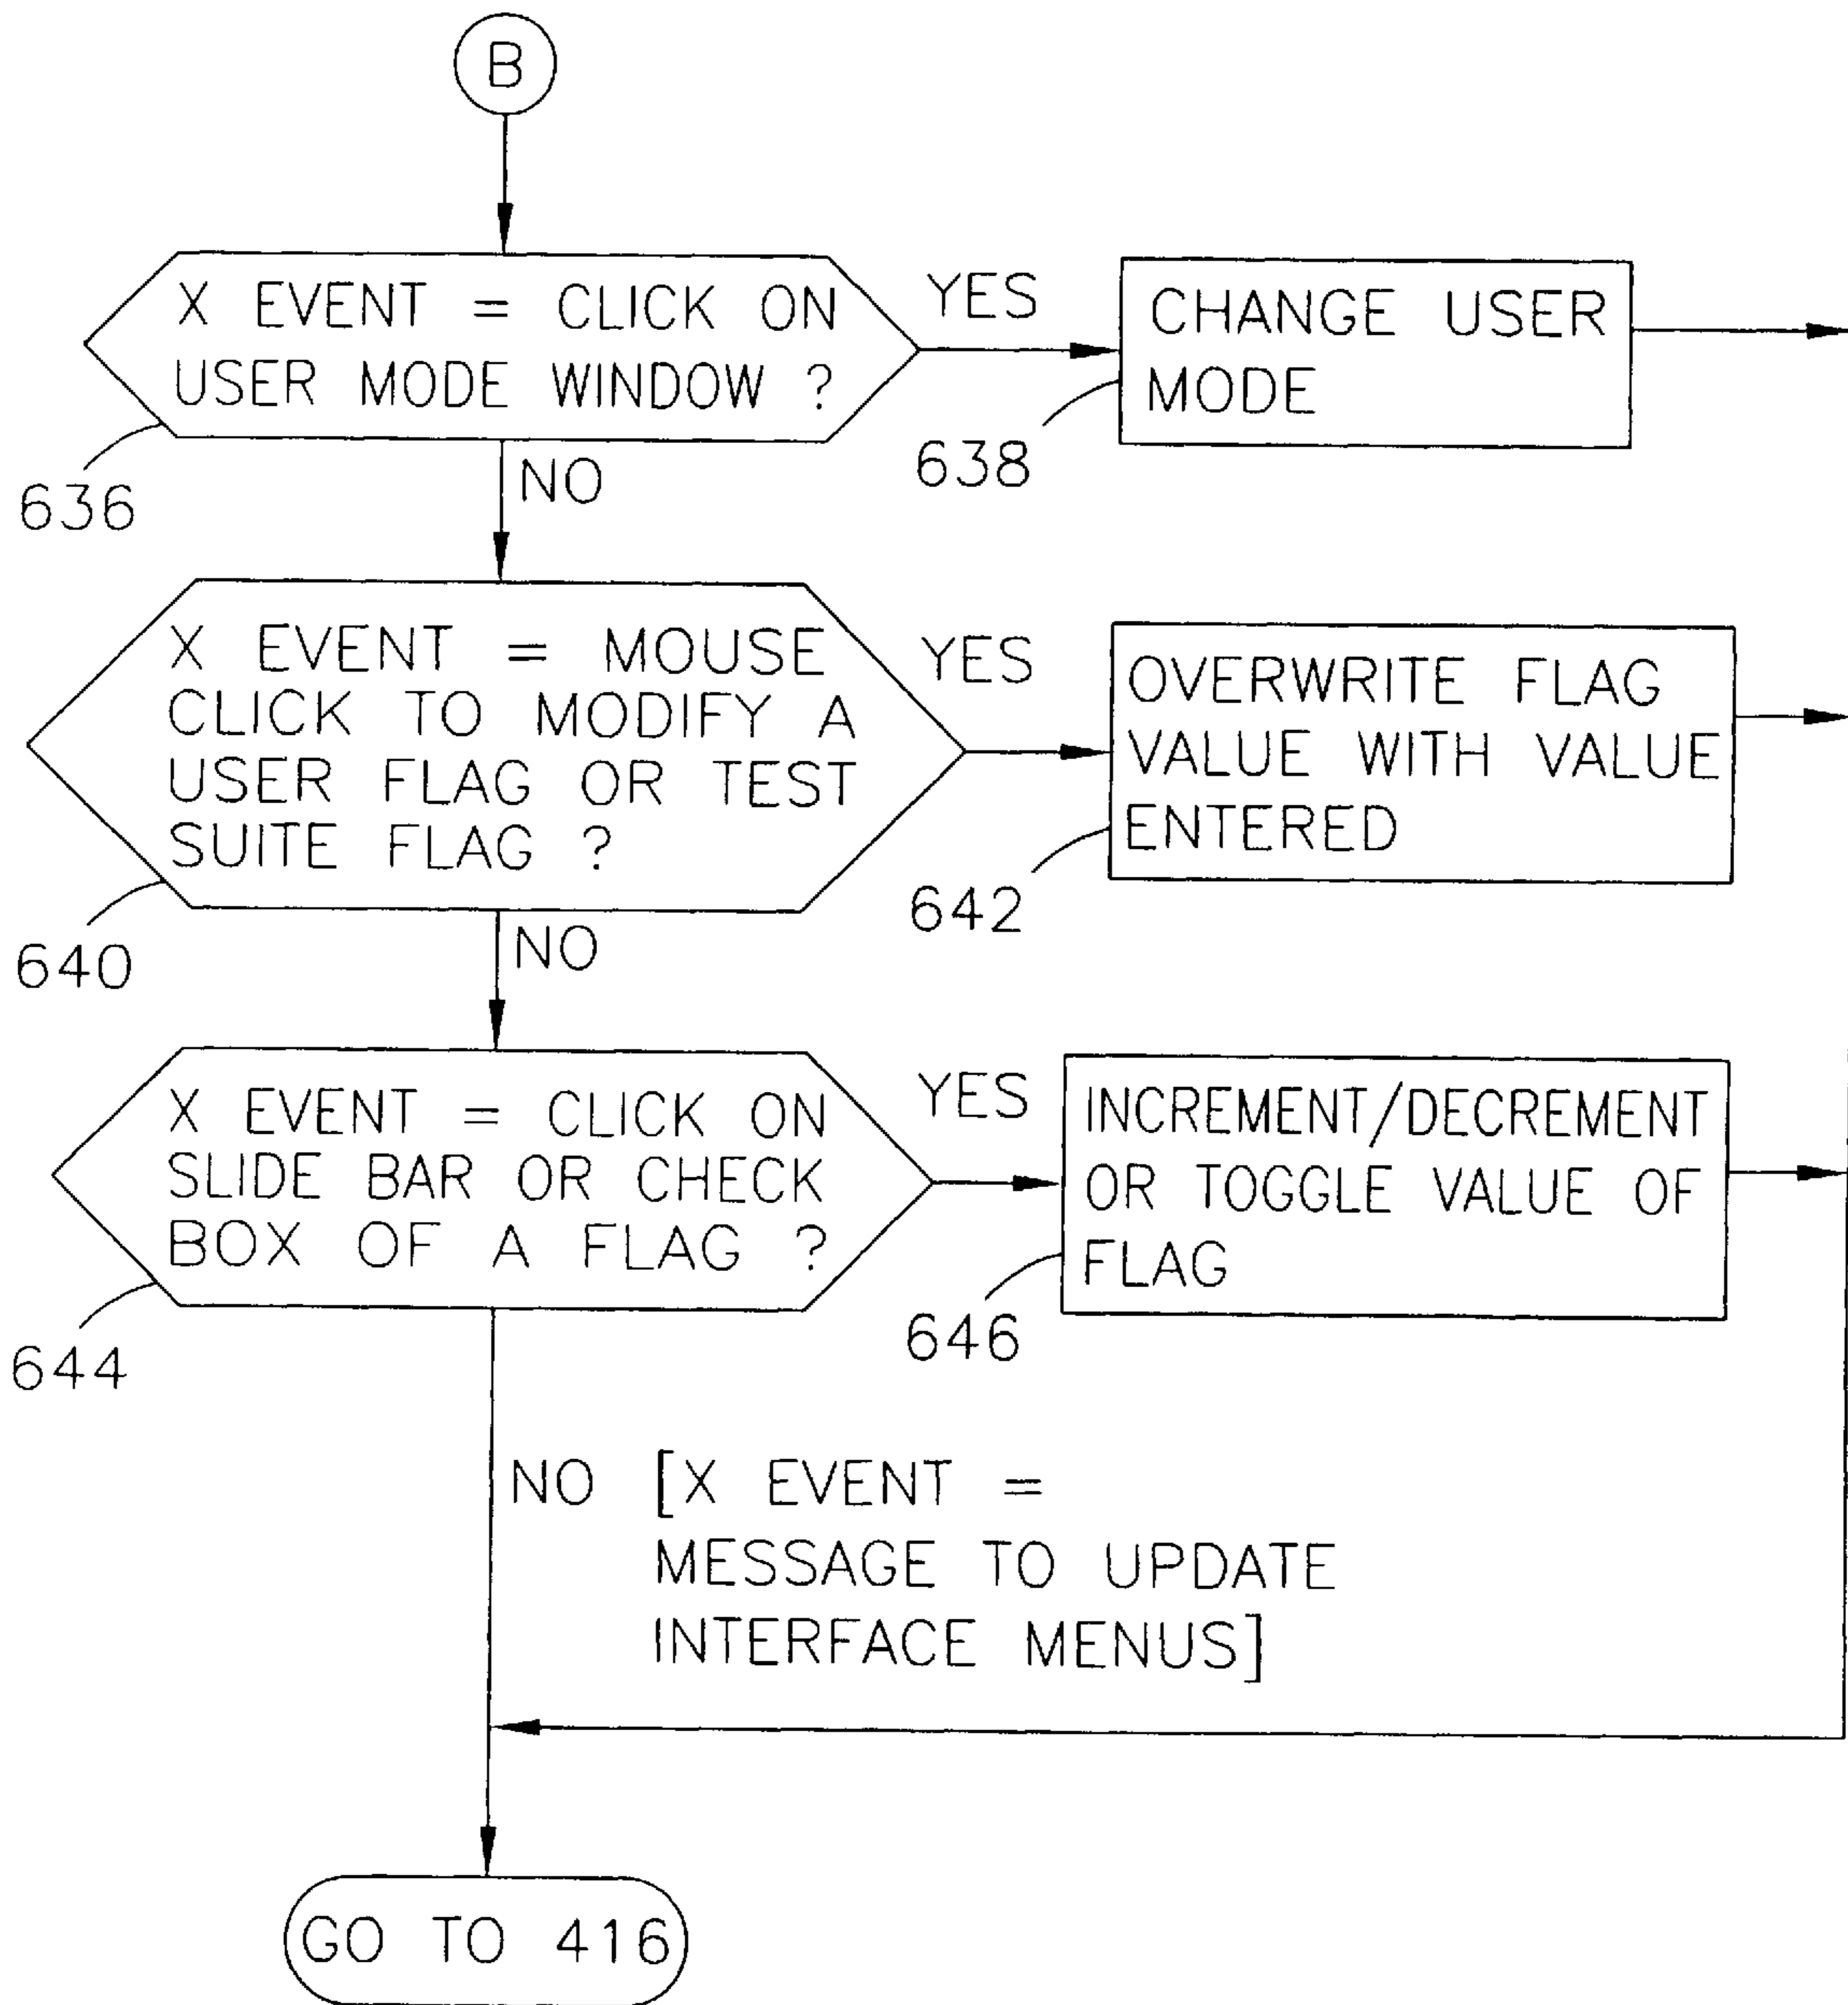 B
X EVENT = CLICK ON
USER MODE WINDOW ?
YES
CHANGE USER
MODE
636
638
NO
X EVENT = MOUSE
CLICK TO MODIFY A
USER FLAG OR TEST
SUITE FLAG ?
YES
OVERWRITE FLAG
VALUE WITH VALUE
ENTERED
640
642
NO
X EVENT = CLICK ON
SLIDE BAR OR CHECK
BOX OF A FLAG ?
YES
INCREMENT/DECREMENT
OR TOGGLE VALUE OF
FLAG
644
646
NO [X EVENT =
MESSAGE TO UPDATE
INTERFACE MENUS]
GO TO 416